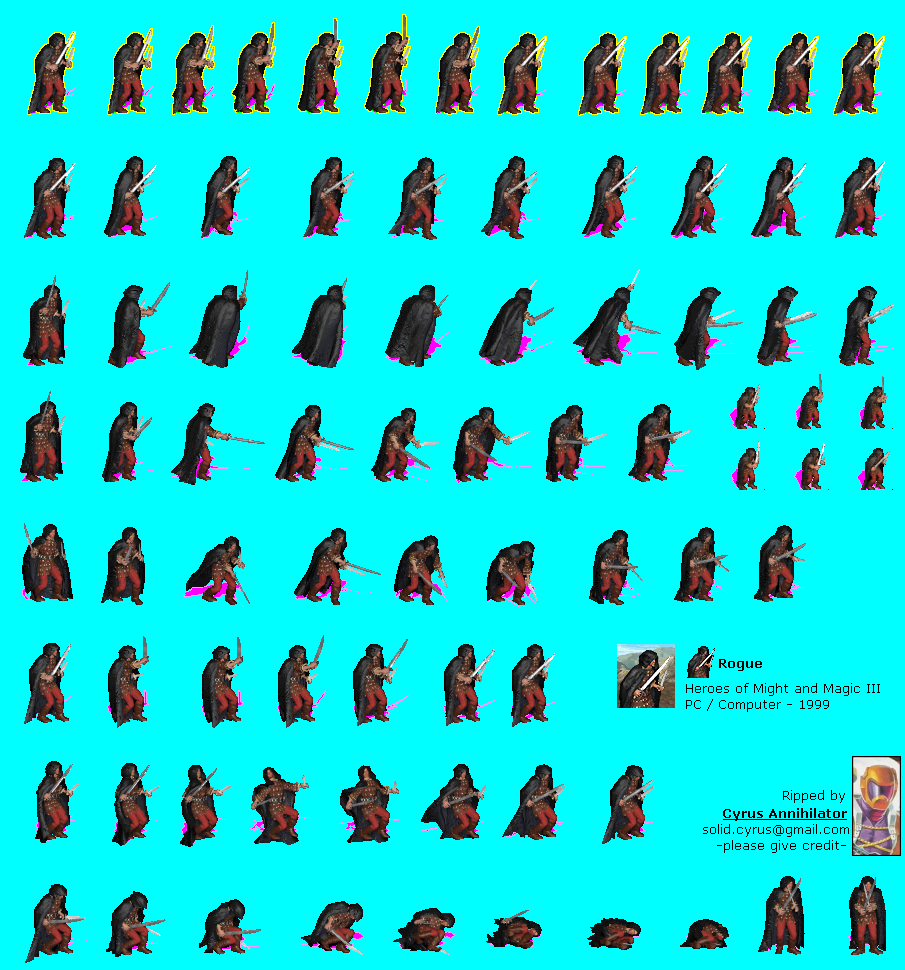 Rogue
Heroes of Might and Magic III
PC / Computer - 1999
Ripped by
Cyrus Annihilator
solid.cyrus@gmail.com
-please give credit-